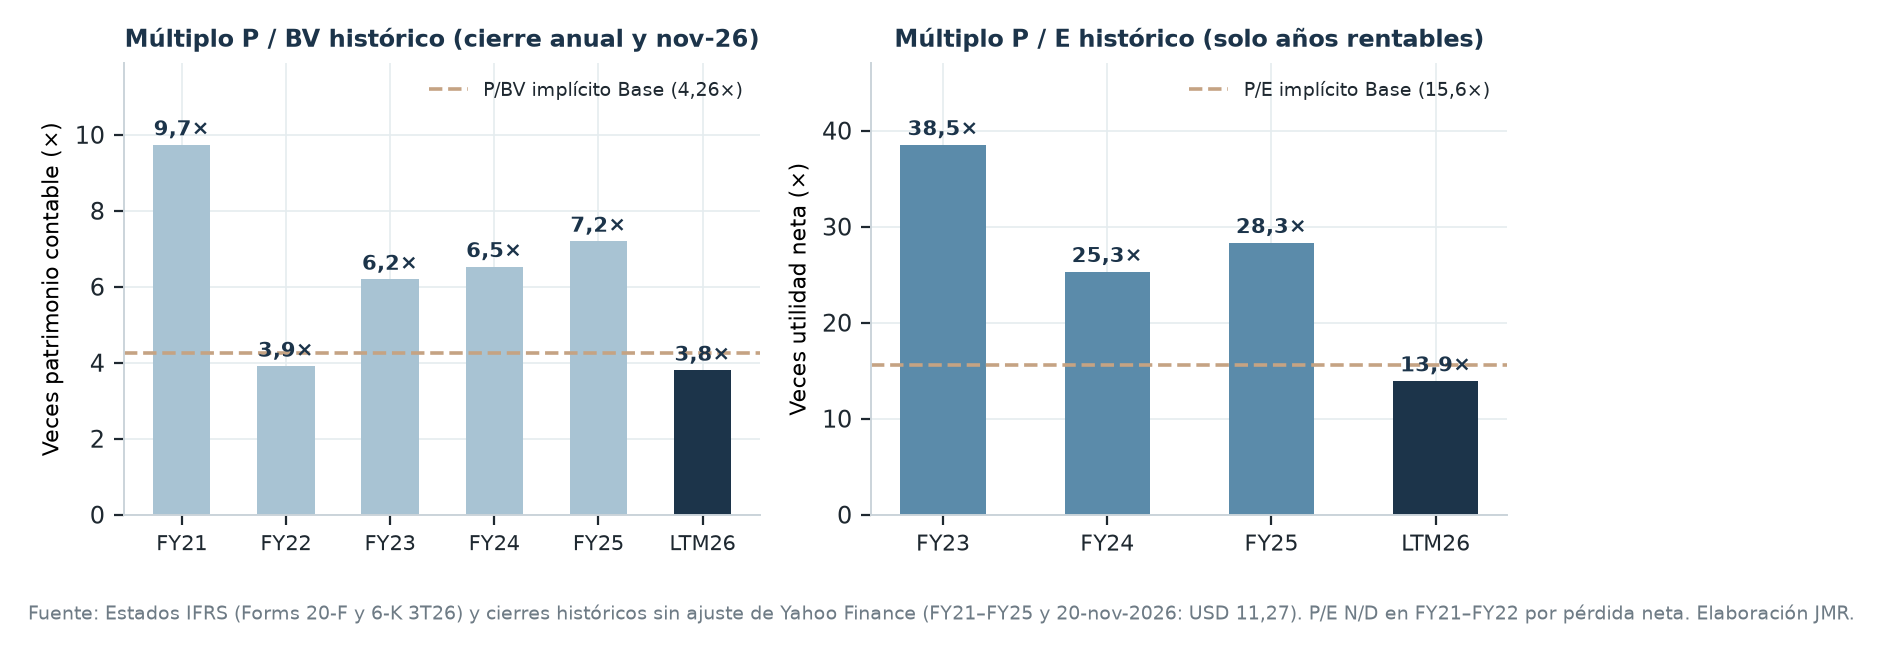 Múltiplo P / BV histórico (cierre anual y nov-26)
P/BV implícito Base (4,26×)
Veces patrimonio contable (×)
10
8
6
4
2
0
9,7×
3,9×
6,2×
6,5×
7,2×
3,8×
FY21 FY22 FY23 FY24 FY25 LTM26
Múltiplo P / E histórico (solo años rentables)
P/E implícito Base (15,6×)
Veces utilidad neta (×)
40
30
20
10
0
38,5×
25,3×
28,3×
13,9×
FY23 FY24 FY25 LTM26
Fuente: Estados IFRS (Forms 20-F y 6-K 3T26) y cierres históricos sin ajuste de Yahoo Finance (FY21–FY25 y 20-nov-2026: USD 11,27). P/E N/D en FY21–FY22 por pérdida neta. Elaboración JMR.